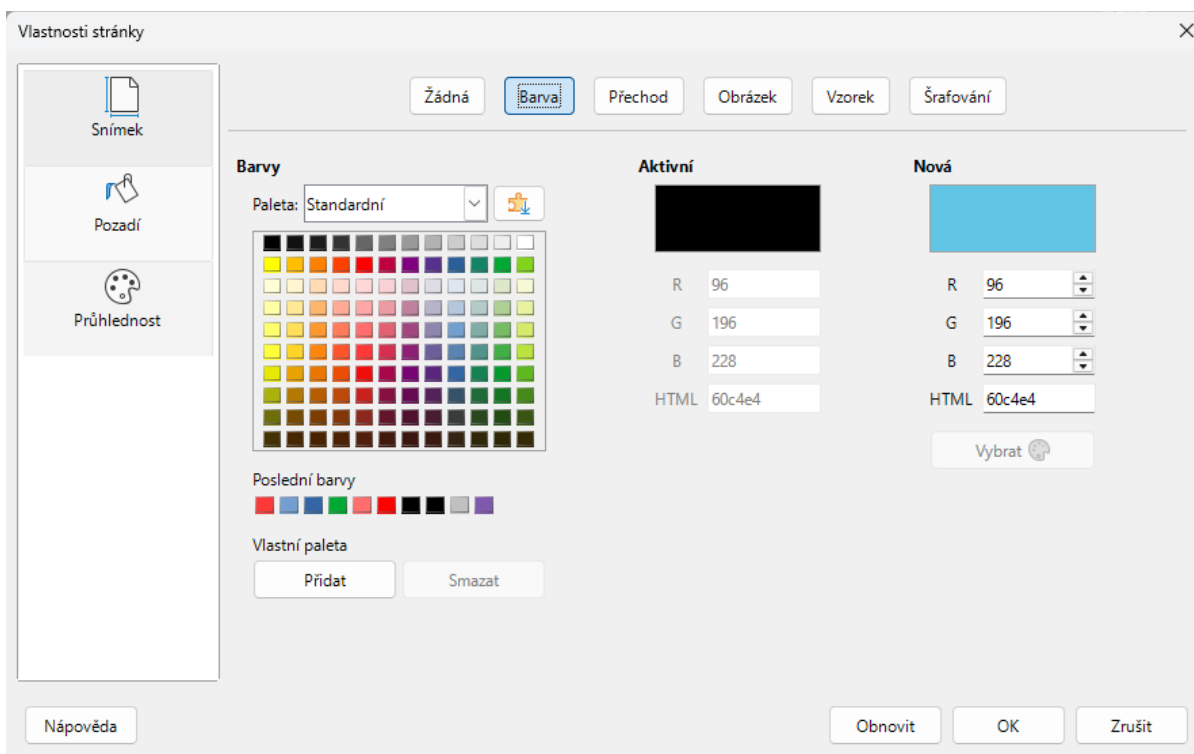 Vlastnosti stránky
Snímek
Pozadí
Průhlednost
Žádná Barva Přechod Obrázek Vzorek Šrafování
Barvy
Paleta: Standardní
Poslední barvy
Vlastní paleta
Přidat Smazat
Aktivní
R 96
G 196
B 228
HTML 60c4e4
Nová
R 96
G 196
B 228
HTML 60c4e4
Vybrat
Nápověda Obnovit OK Zrušit